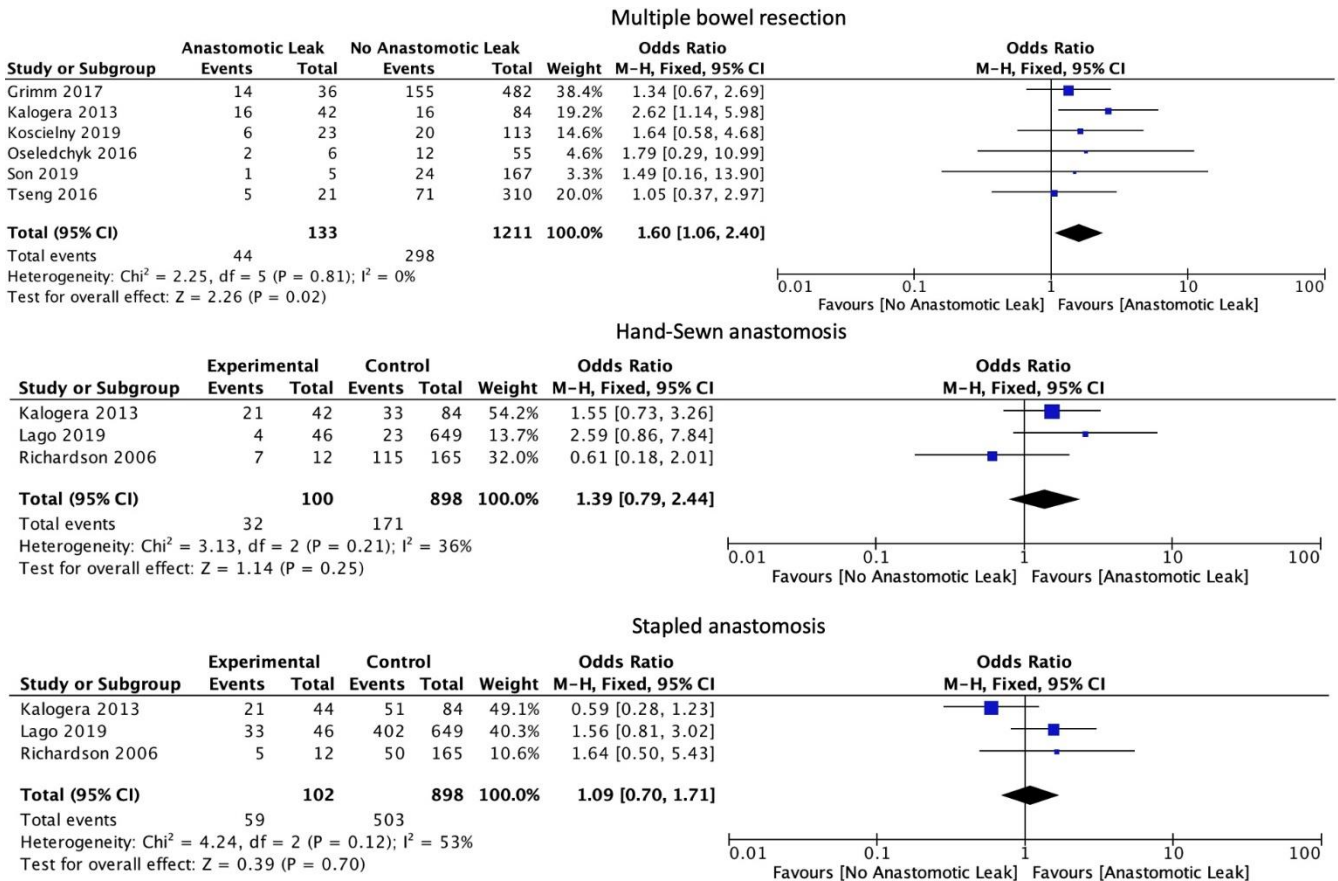 Multiple bowel resection
Anastomotic Leak No Anastomotic Leak Odds Ratio Odds Ratio
Study or Subgroup Events Total Events Total Weight M-H, Fixed, 95% CI M-H, Fixed, 95% CI
Grimm 2017 14 36 155 482 38.4% 1.34 [0.67, 2.69]
Kalogera 2013 16 42 16 84 19.2% 2.62 [1.14, 5.98]
Koscielny 2019 6 23 20 113 14.6% 1.64 [0.58, 4.68]
Oseledchyk 2016 2 6 12 55 4.6% 1.79 [0.29, 10.99]
Son 2019 1 5 24 167 3.3% 1.49 [0.16, 13.90]
Tseng 2016 5 21 71 310 20.0% 1.05 [0.37, 2.97]
Total (95% CI) 133 1211 100.0% 1.60 [1.06, 2.40]
Total events 44 298
Heterogeneity: Chi² = 2.25, df = 5 (P = 0.81); I² = 0%
Test for overall effect: Z = 2.26 (P = 0.02)
0.01 0.1 1 10 100
Favours [No Anastomotic Leak] Favours [Anastomotic Leak]
Hand-Sewn anastomosis
Experimental Control Odds Ratio Odds Ratio
Study or Subgroup Events Total Events Total Weight M-H, Fixed, 95% CI M-H, Fixed, 95% CI
Kalogera 2013 21 42 33 84 54.2% 1.55 [0.73, 3.26]
Lago 2019 4 46 23 649 13.7% 2.59 [0.86, 7.84]
Richardson 2006 7 12 115 165 32.0% 0.61 [0.18, 2.01]
Total (95% CI) 100 898 100.0% 1.39 [0.79, 2.44]
Total events 32 171
Heterogeneity: Chi² = 3.13, df = 2 (P = 0.21); I² = 36%
Test for overall effect: Z = 1.14 (P = 0.25)
0.01 0.1 1 10 100
Favours [No Anastomotic Leak] Favours [Anastomotic Leak]
Stapled anastomosis
Experimental Control Odds Ratio Odds Ratio
Study or Subgroup Events Total Events Total Weight M-H, Fixed, 95% CI M-H, Fixed, 95% CI
Kalogera 2013 21 44 51 84 49.1% 0.59 [0.28, 1.23]
Lago 2019 33 46 402 649 40.3% 1.56 [0.81, 3.02]
Richardson 2006 5 12 50 165 10.6% 1.64 [0.50, 5.43]
Total (95% CI) 102 898 100.0% 1.09 [0.70, 1.71]
Total events 59 503
Heterogeneity: Chi² = 4.24, df = 2 (P = 0.12); I² = 53%
Test for overall effect: Z = 0.39 (P = 0.70)
0.01 0.1 1 10 100
Favours [No Anastomotic Leak] Favours [Anastomotic Leak]